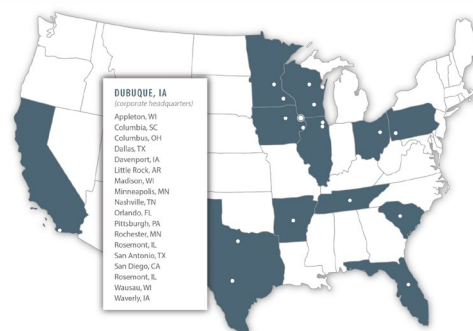 DUBUQUE, IA
(corporate headquarters)
Appleton, WI
Columbia, SC
Columbus, OH
Dallas, TX
Davenport, IA
Little Rock, AR
Madison, WI
Minneapolis, MN
Nashville, TN
Orlando, FL
Pittsburgh, PA
Rochester, MN
Rosemont, IL
San Antonio, TX
San Diego, CA
Rosemont, IL
Wausau, WI
Waverly, IA